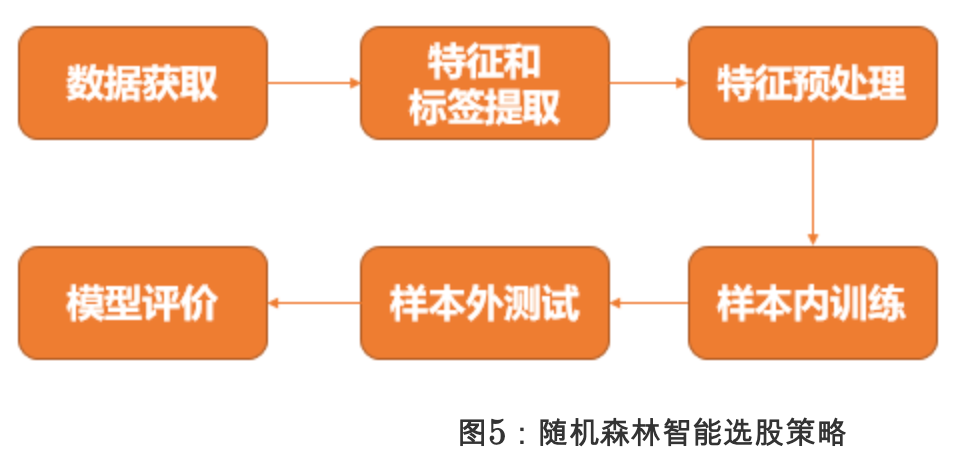 数据获取
特征和
标签提取
特征预处理
样本内训练
样本外测试
模型评价
图5：随机森林智能选股策略